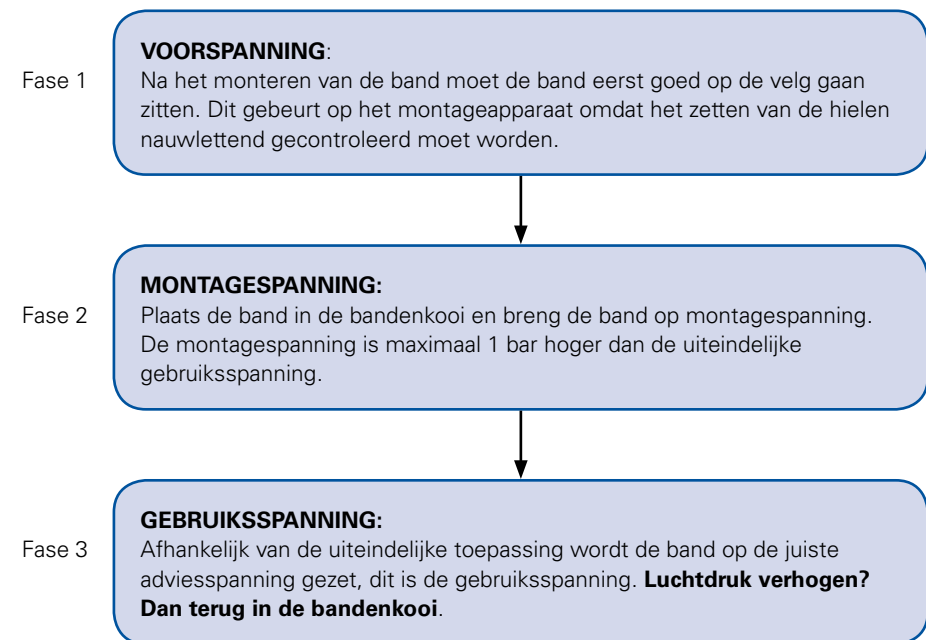 VOORSPANNING:
Fase 1
Na het monteren van de band moet de band eerst goed op de velg gaan
zitten. Dit gebeurt op het montageapparaat omdat het zetten van de hielen
nauwlettend gecontroleerd moet worden.
MONTAGESPANNING:
Fase 2
Plaats de band in de bandenkooi en breng de band op montagespanning.
De montagespanning is maximaal 1 bar hoger dan de uiteindelijke
gebruiksspanning.
GEBRUIKSSPANNING:
Fase 3
Afhankelijk van de uiteindelijke toepassing wordt de band op de juiste
adviesspanning gezet, dit is de gebruiksspanning. Luchtdruk verhogen?
Dan terug in de bandenkooi.